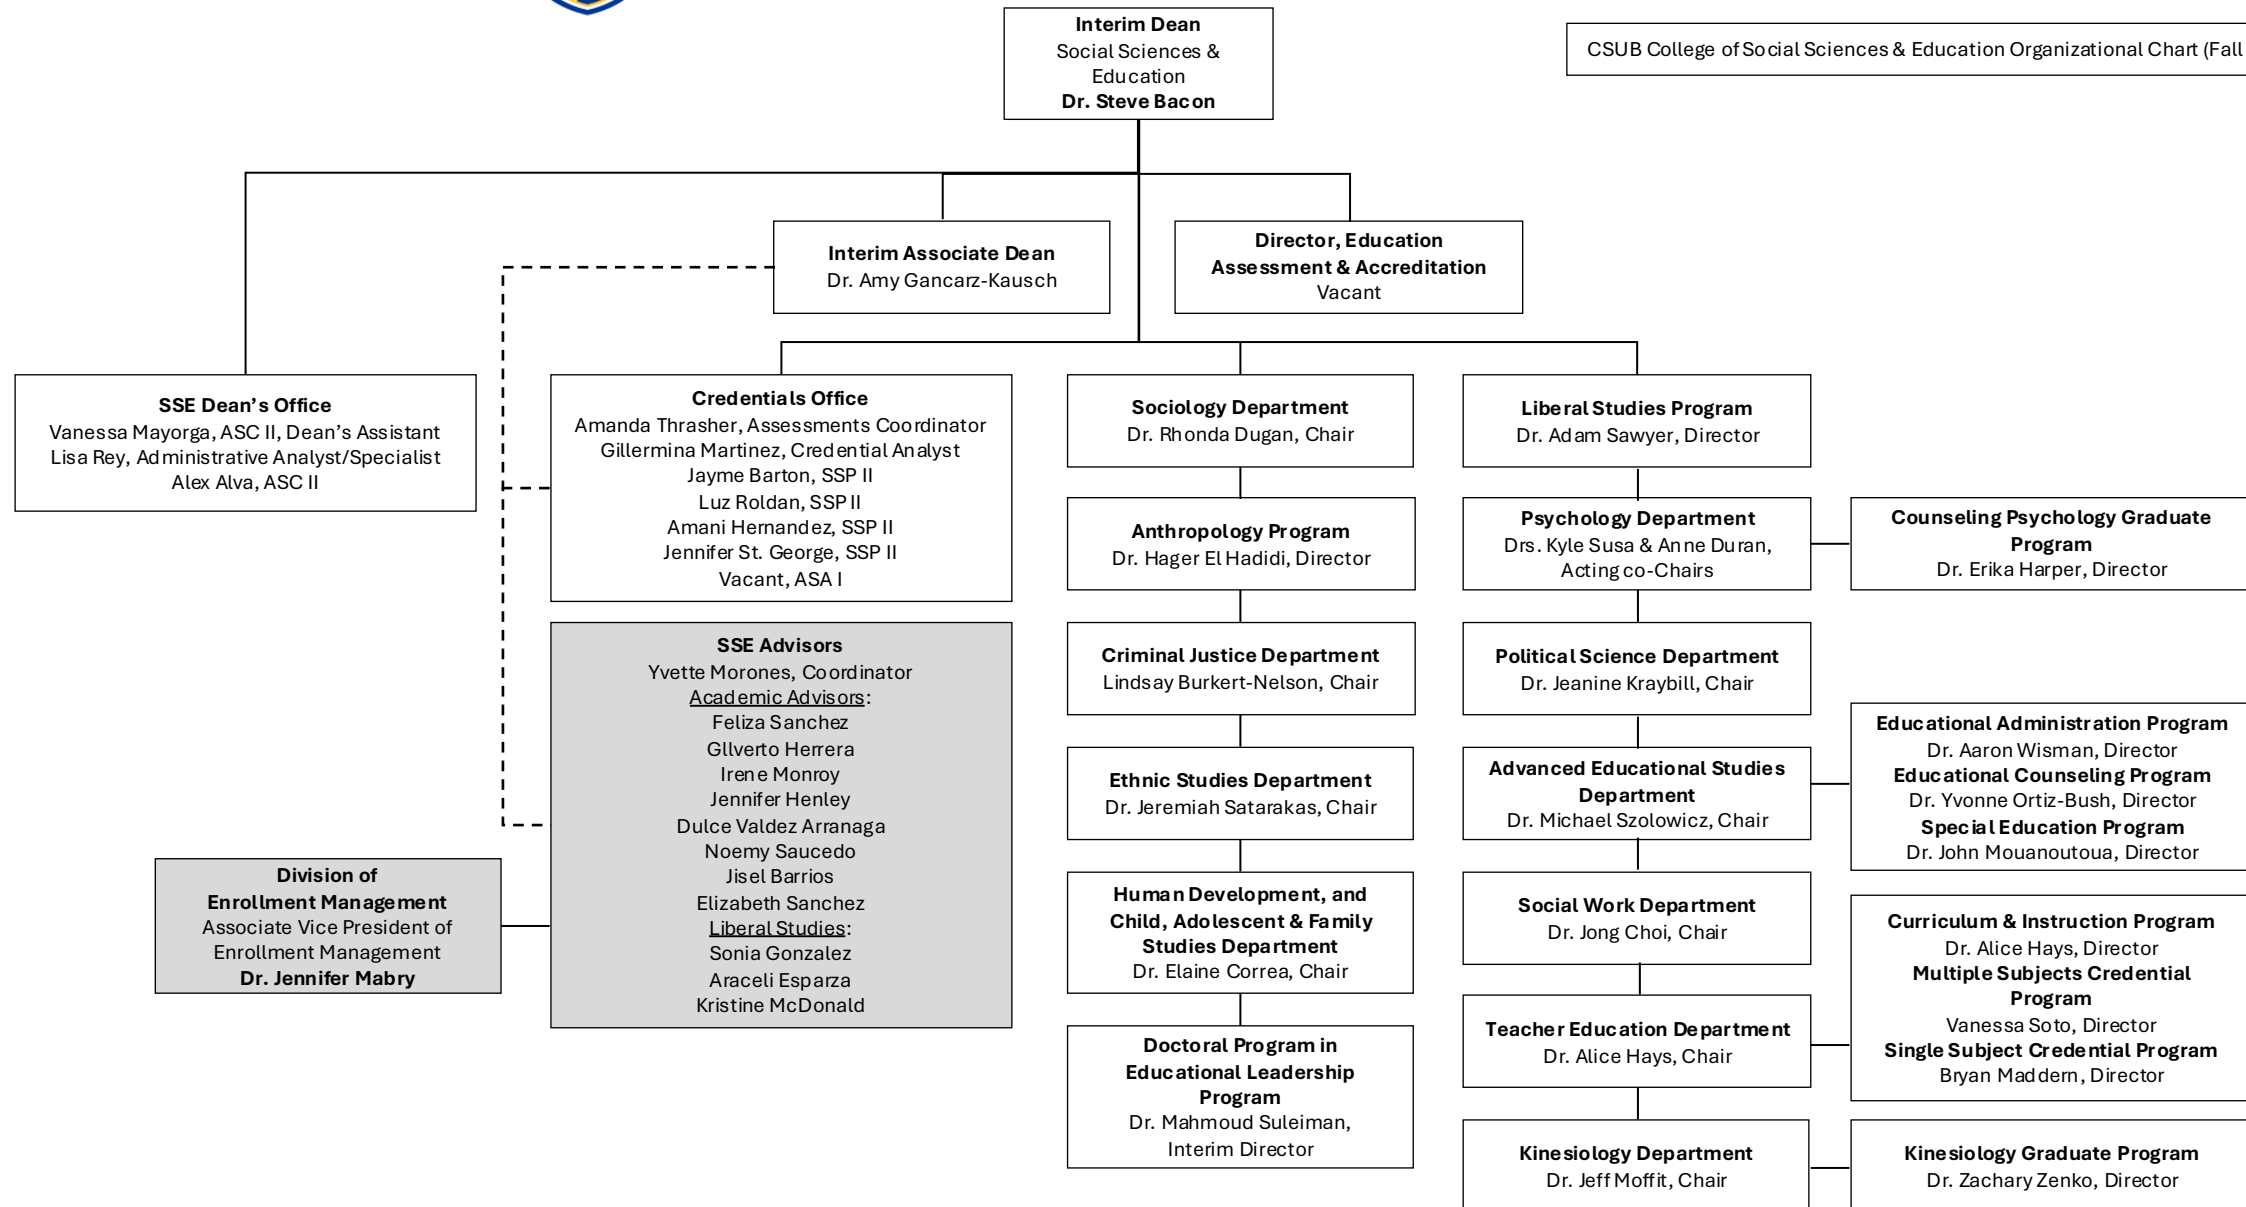 Interim Dean
Social Sciences &
Education
Dr. Steve Bacon
CSUB College of Social Sciences & Education Organizational Chart (Fall
Interim Associate Dean
Dr. Amy Gancarz-Kausch
Director, Education
Assessment & Accreditation
Vacant
SSE Dean’s Office
Vanessa Mayorga, ASC II, Dean’s Assistant
Lisa Rey, Administrative Analyst/Specialist
Alex Alva, ASC II
Credentials Office
Amanda Thrasher, Assessments Coordinator
Gillermina Martinez, Credential Analyst
Jayme Barton, SSP II
Luz Roldan, SSP II
Amani Hernandez, SSP II
Jennifer St. George, SSP II
Vacant, ASA I
SSE Advisors
Yvette Morones, Coordinator
Academic Advisors:
Feliza Sanchez
Gllverto Herrera
Irene Monroy
Jennifer Henley
Dulce Valdez Arranaga
Noemy Saucedo
Jisel Barrios
Elizabeth Sanchez
Liberal Studies:
Sonia Gonzalez
Araceli Esparza
Kristine McDonald
Division of
Enrollment Management
Associate Vice President of
Enrollment Management
Dr. Jennifer Mabry
Sociology Department
Dr. Rhonda Dugan, Chair
Anthropology Program
Dr. Hager El Hadidi, Director
Criminal Justice Department
Lindsay Burkert-Nelson, Chair
Ethnic Studies Department
Dr. Jeremiah Satarakas, Chair
Human Development, and
Child, Adolescent & Family
Studies Department
Dr. Elaine Correa, Chair
Doctoral Program in
Educational Leadership
Program
Dr. Mahmoud Suleiman,
Interim Director
Liberal Studies Program
Dr. Adam Sawyer, Director
Psychology Department
Drs. Kyle Susa & Anne Duran,
Acting co-Chairs
Political Science Department
Dr. Jeanine Kraybill, Chair
Advanced Educational Studies
Department
Dr. Michael Szolowicz, Chair
Social Work Department
Dr. Jong Choi, Chair
Teacher Education Department
Dr. Alice Hays, Chair
Kinesiology Department
Dr. Jeff Moffit, Chair
Counseling Psychology Graduate
Program
Dr. Erika Harper, Director
Educational Administration Program
Dr. Aaron Wisman, Director
Educational Counseling Program
Dr. Yvonne Ortiz-Bush, Director
Special Education Program
Dr. John Mouanoutoua, Director
Curriculum & Instruction Program
Dr. Alice Hays, Director
Multiple Subjects Credential
Program
Vanessa Soto, Director
Single Subject Credential Program
Bryan Maddern, Director
Kinesiology Graduate Program
Dr. Zachary Zenko, Director